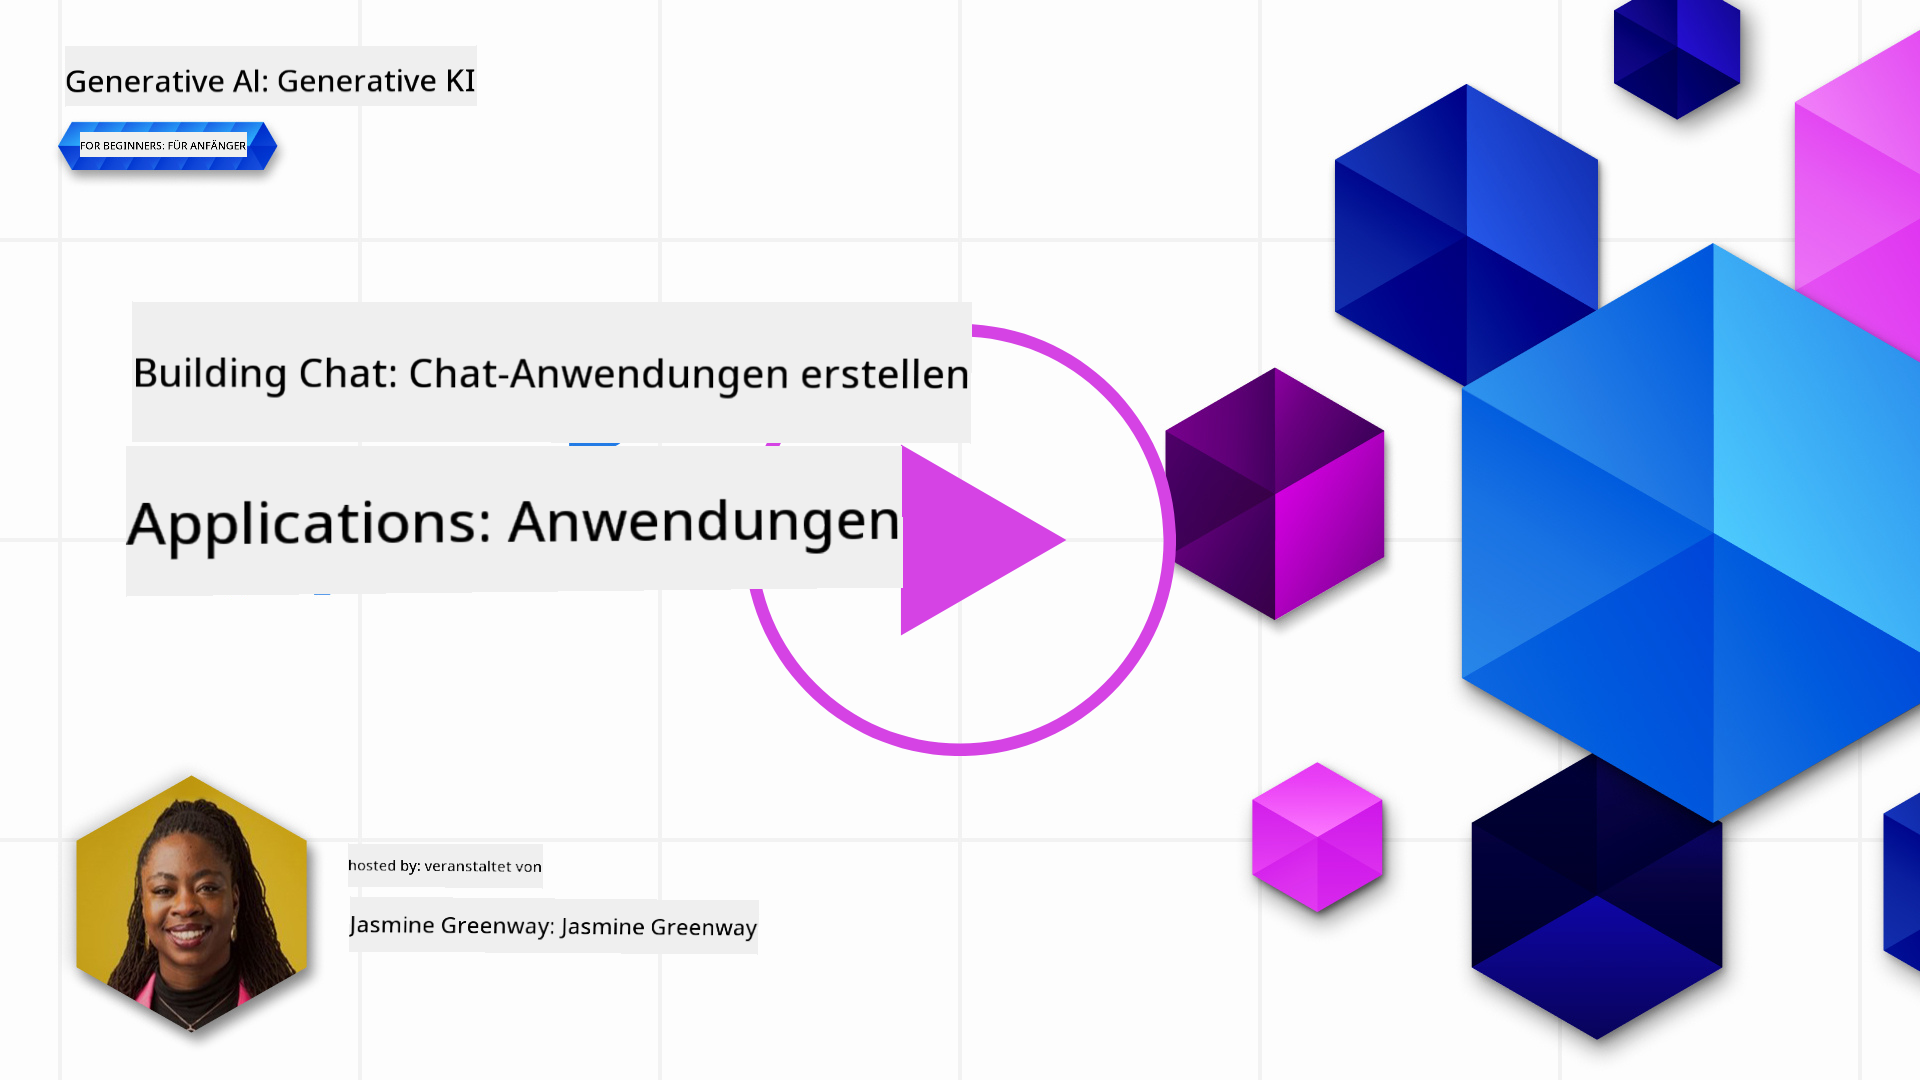 Generative Al: Generative KI
FOR BEGINNERS: FÜR ANFÄNGER
Building Chat: Chat-Anwendungen erstellen
Applications: Anwendungen
hosted by: veranstaltet von
Jasmine Greenway: Jasmine Greenway